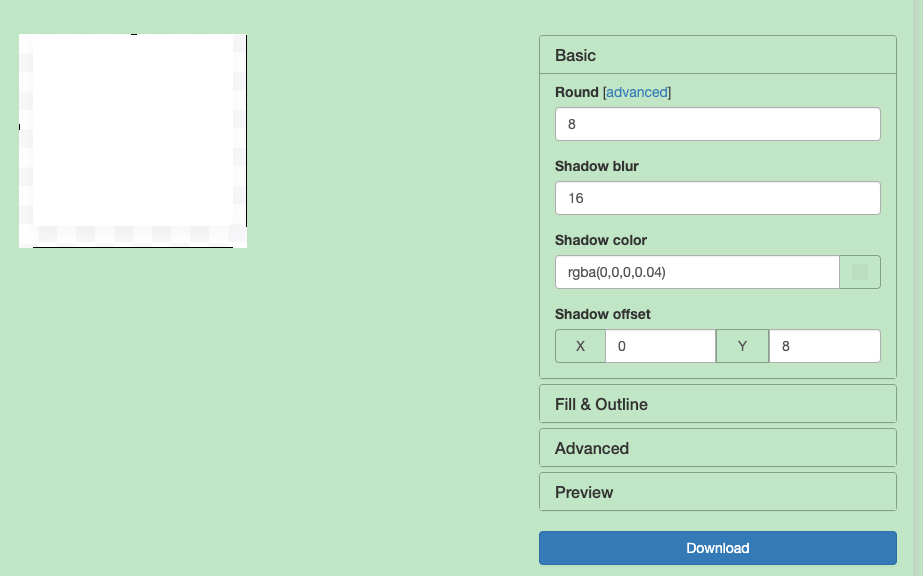 Basic
Round [advanced]
8
Shadow blur
16
Shadow color
rgba(0,0,0,0.04)
Shadow offset
X 0 Y 8
Fill & Outline
Advanced
Preview
Download